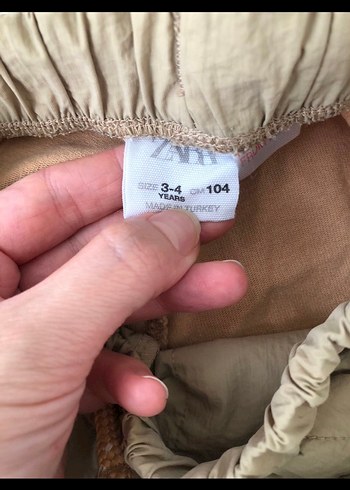 ZARA
SIZE 3-4 CM 104
YEARS
MADE IN TURKEY